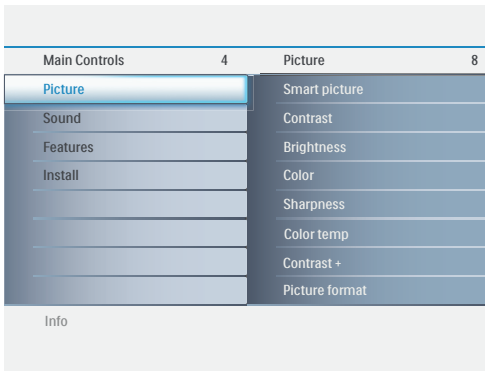 Main Controls 4
Picture
Sound
Features
Install
Picture 8
Smart picture
Contrast
Brightness
Color
Sharpness
Color temp
Contrast +
Picture format
Info